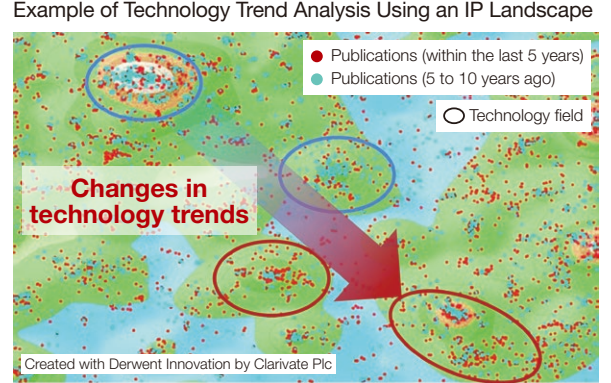 Example of Technology Trend Analysis Using an IP Landscape
Publications (within the last 5 years)
Publications (5 to 10 years ago)
Technology field
Changes in
technology trends
Created with Derwent Innovation by Clarivate Plc